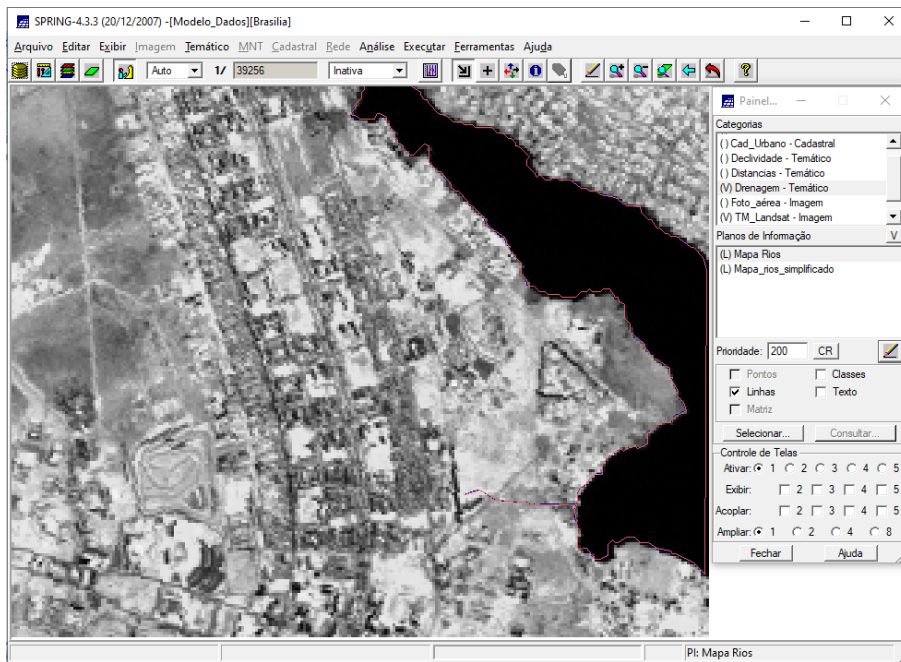 SPRING-4.3.3 (20/12/2007) -[Modelo_Dados][Brasilia]
Arquivo Editar Exibir Imagem Temático MNT Cadastral Rede Análise Executar Ferramentas Ajuda
Auto 1/ 39256 Inativa
Painel...
Categorias
( ) Cad_Urbano - Cadastral
( ) Declividade - Temático
( ) Distancias - Temático
(V) Drenagem - Temático
( ) Foto_aérea - Imagem
(V) TM_Landsat - Imagem
Planos de Informação V
(L) Mapa Rios
(L) Mapa_rios_simplificado
Prioridade: 200 CR
Pontos Classes
Linhas Texto
Matriz
Selecionar... Consultar...
Controle de Telas
Ativar: 1 2 3 4 5
Exibir: 2 3 4 5
Acoplar: 2 3 4 5
Ampliar: 1 2 4 8
Fechar Ajuda
PI: Mapa Rios